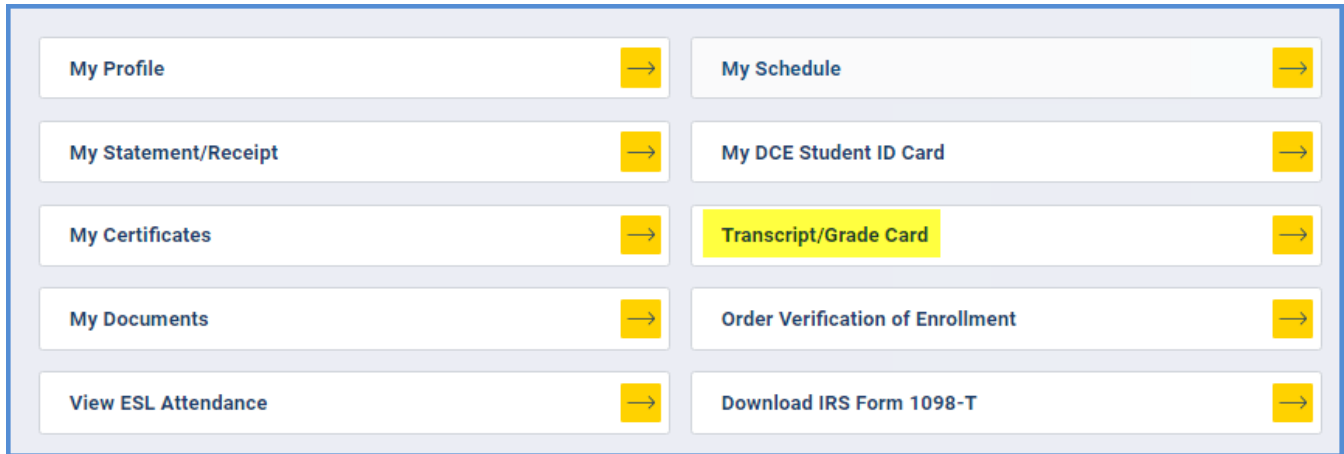 My Profile
My Schedule
My Statement/Receipt
My DCE Student ID Card
My Certificates
Transcript/Grade Card
My Documents
Order Verification of Enrollment
View ESL Attendance
Download IRS Form 1098-T